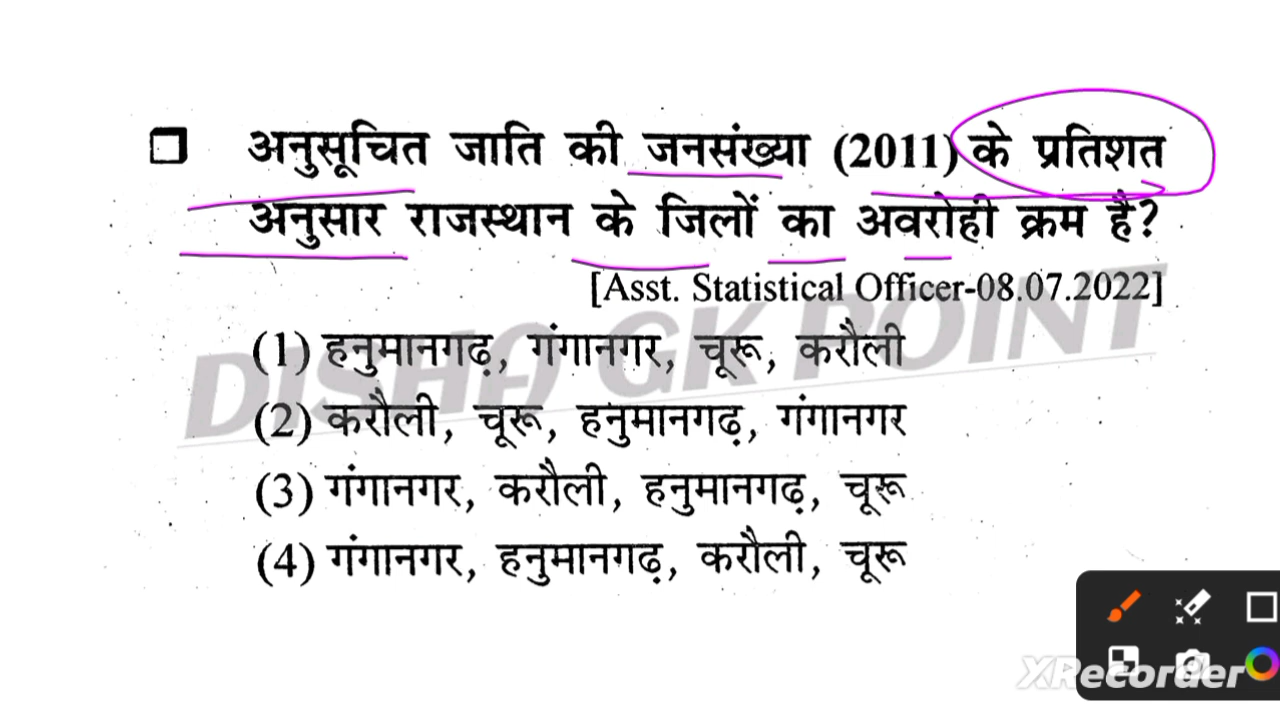 अनुसूचित जाति की जनसंख्या (2011) के प्रतिशत
अनुसार राजस्थान के जिलों का अवरोही क्रम है?
[Asst. Statistical Officer-08.07.2022]
(1) हनुमानगढ़, गंगानगर, चूरू, करौली
(2) करौली, चूरू, हनुमानगढ़, गंगानगर
(3) गंगानगर, करौली, हनुमानगढ़, चूरू
(4) गंगानगर, हनुमानगढ़, करौली, चूरू
DISHA GK POINT
XRecorder